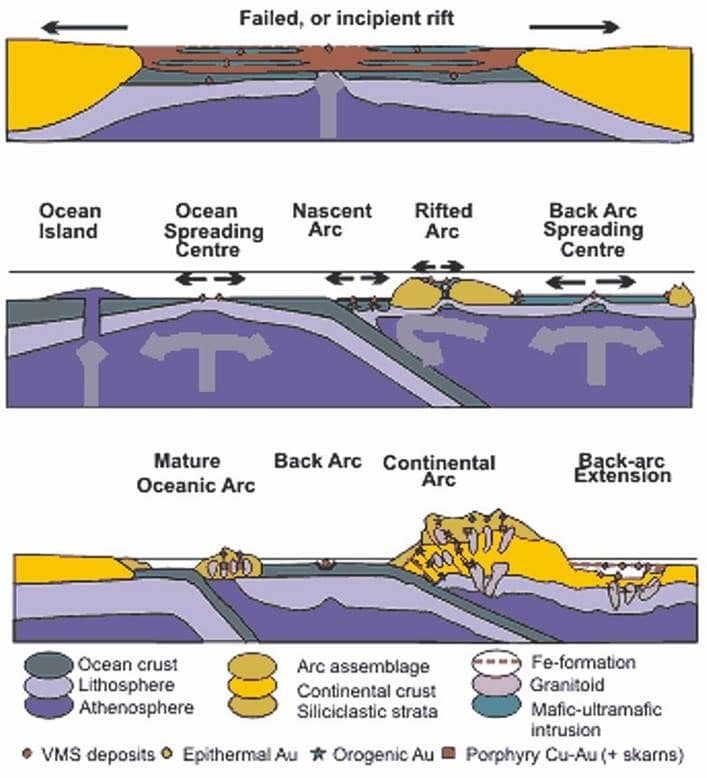 Failed, or incipient rift
Ocean
Island
Ocean
Spreading
Centre
Nascent
Arc
Rifted
Arc
Back Arc
Spreading
Centre
Mature
Oceanic Arc
Back Arc
Continental
Arc
Back-arc
Extension
Ocean crust
Lithosphere
Athenosphere
Arc assemblage
Continental crust
Siliciclastic strata
Fe-formation
Granitoid
Mafic-ultramafic
intrusion
VMS deposits
Epithermal Au
Orogenic Au
Porphyry Cu-Au (+ skarns)